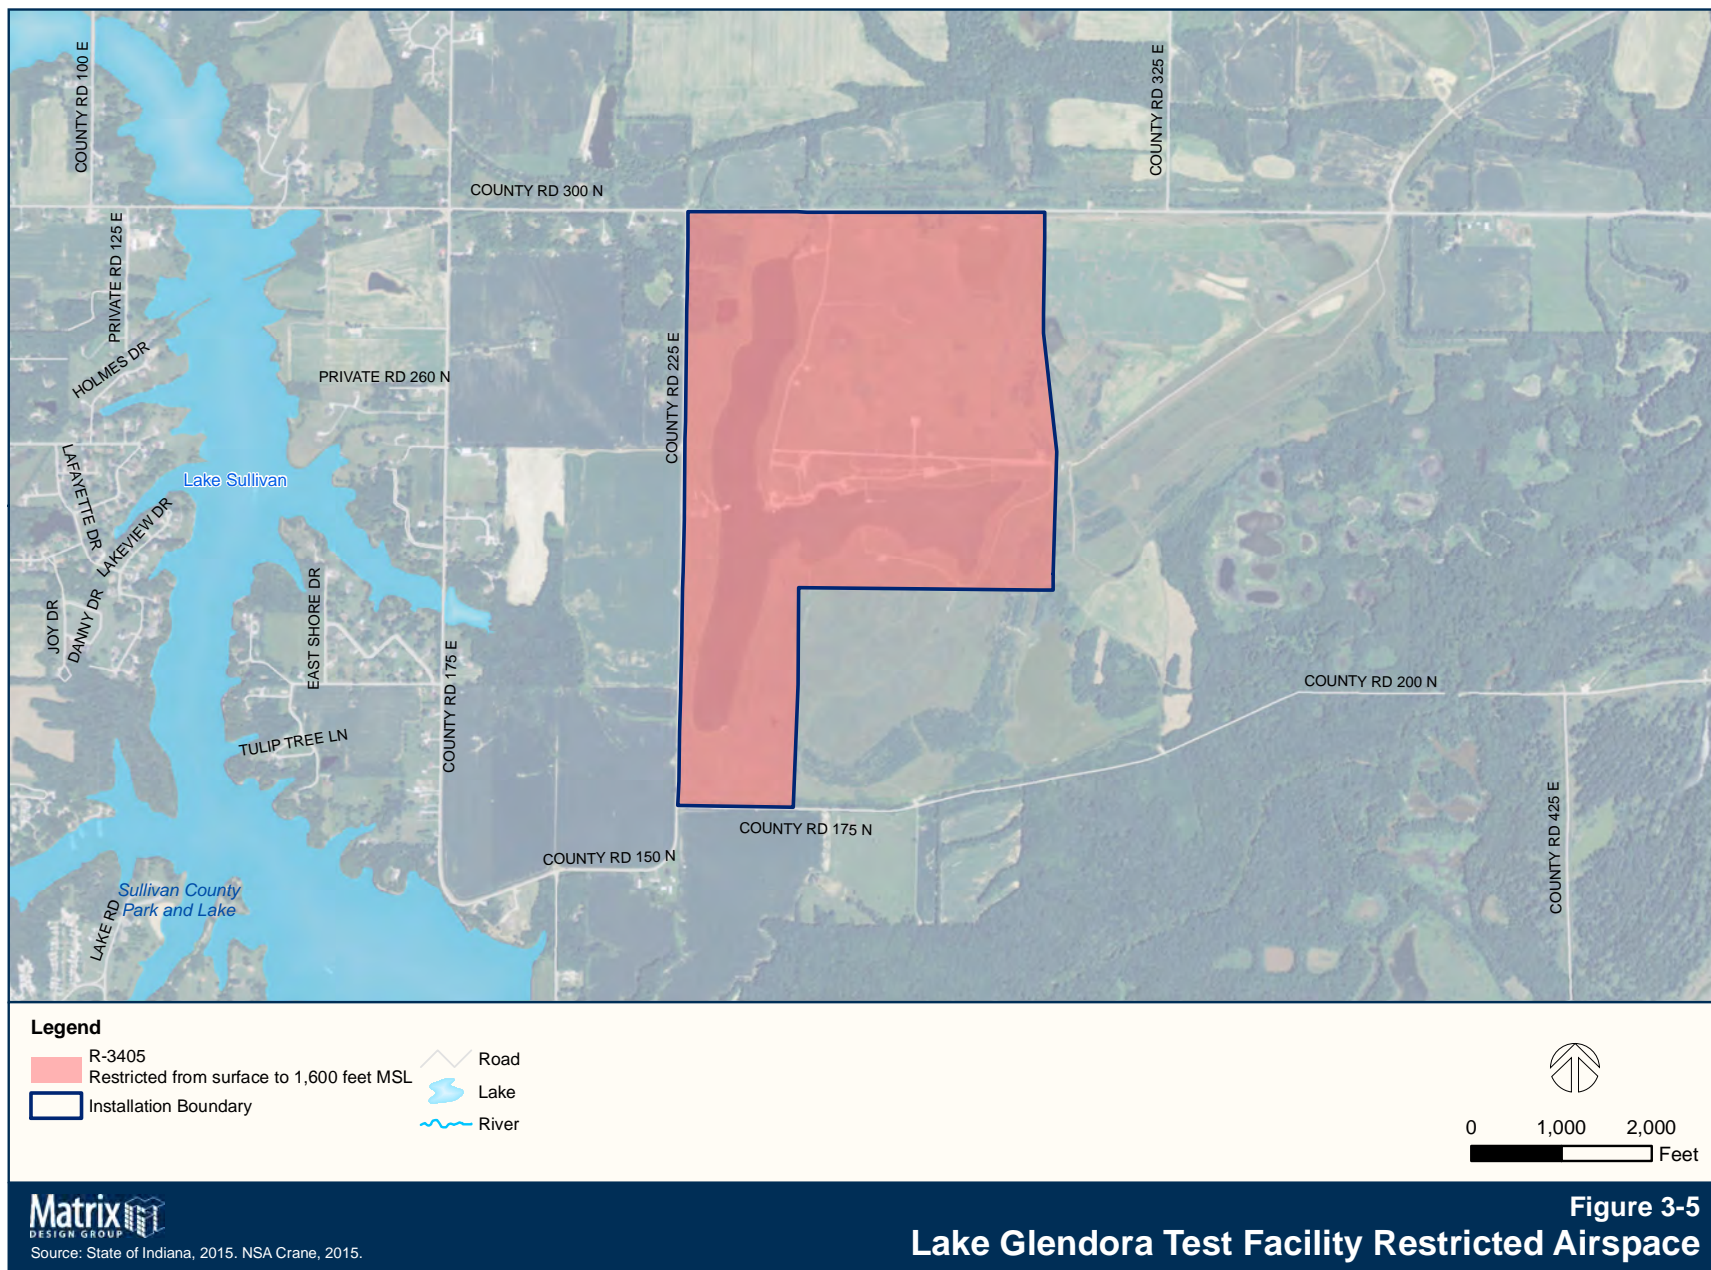 COUNTY RD 100 E
COUNTY RD 325 E
COUNTY RD 300 N
PRIVATE RD 125 E
HOLMES DR
PRIVATE RD 260 N
COUNTY RD 225 E
LAFAYETTE DR
Lake Sullivan
LAKEVIEW DR
JOY DR
DANNY DR
EAST SHORE DR
COUNTY RD 175 E
COUNTY RD 200 N
TULIP TREE LN
COUNTY RD 425 E
COUNTY RD 175 N
COUNTY RD 150 N
Sullivan County
Park and Lake
LAKE RD
Legend
R-3405
Restricted from surface to 1,600 feet MSL
Installation Boundary
Road
Lake
River
0 1,000 2,000
Feet
Matrix
DESIGN GROUP
Source: State of Indiana, 2015. NSA Crane, 2015.
Figure 3-5
Lake Glendora Test Facility Restricted Airspace